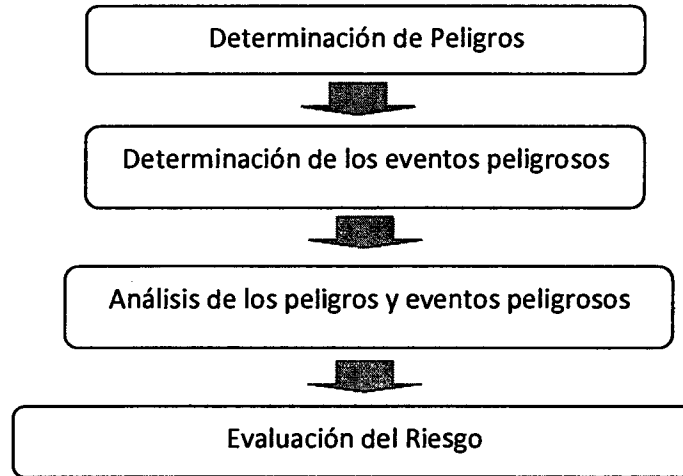 Determinación de Peligros
Determinación de los eventos peligrosos
Análisis de los peligros y eventos peligrosos
Evaluación del Riesgo